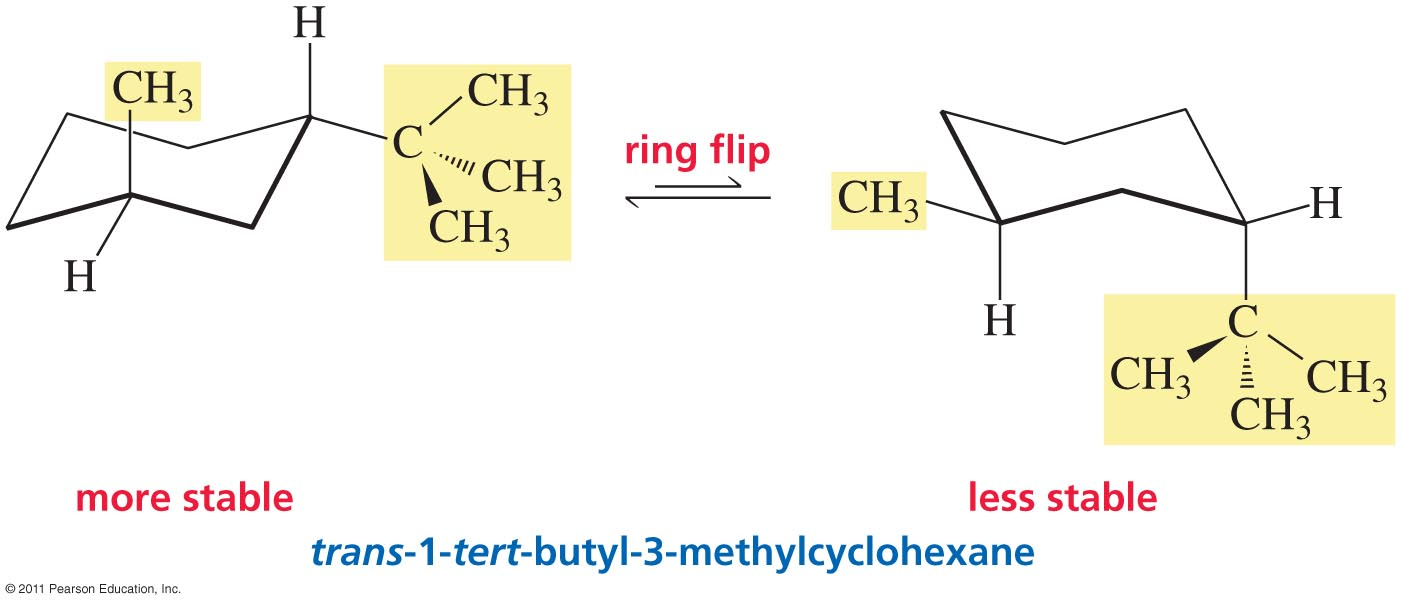 H
CH3
CH3
C
CH3
CH3
H
ring flip
CH3
H
H
C
CH3
CH3
CH3
more stable
less stable
trans-1-tert-butyl-3-methylcyclohexane
© 2011 Pearson Education, Inc.